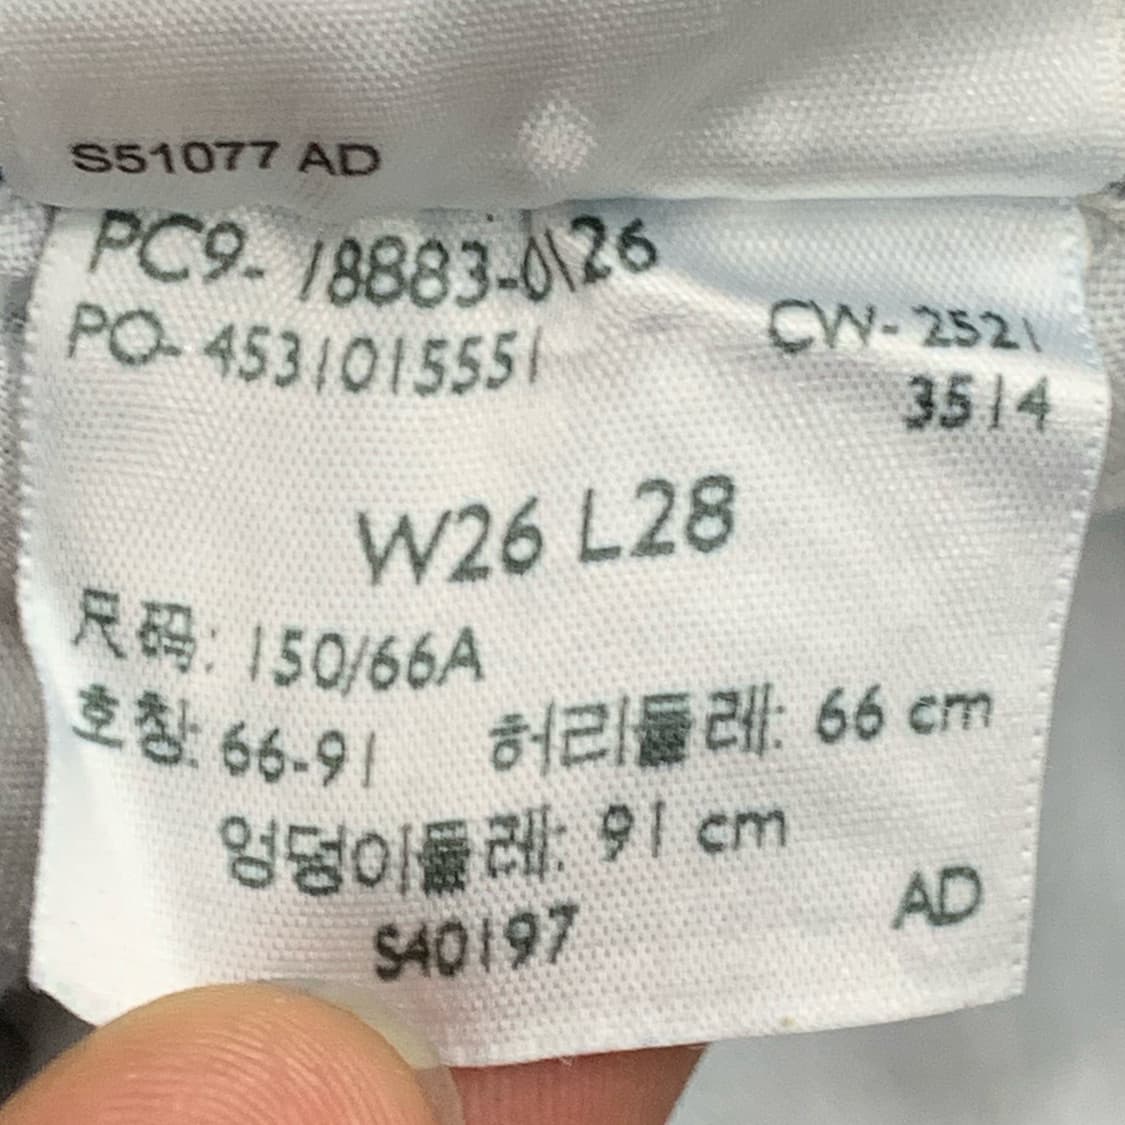 S51077 AD
PC9-18883-0126
PO-4531015551
CW-2521
3514
W26 L28
尺码: 150/66A
호칭: 66-91 허리둘레: 66 cm
엉덩이둘레: 91 cm
AD
S40197